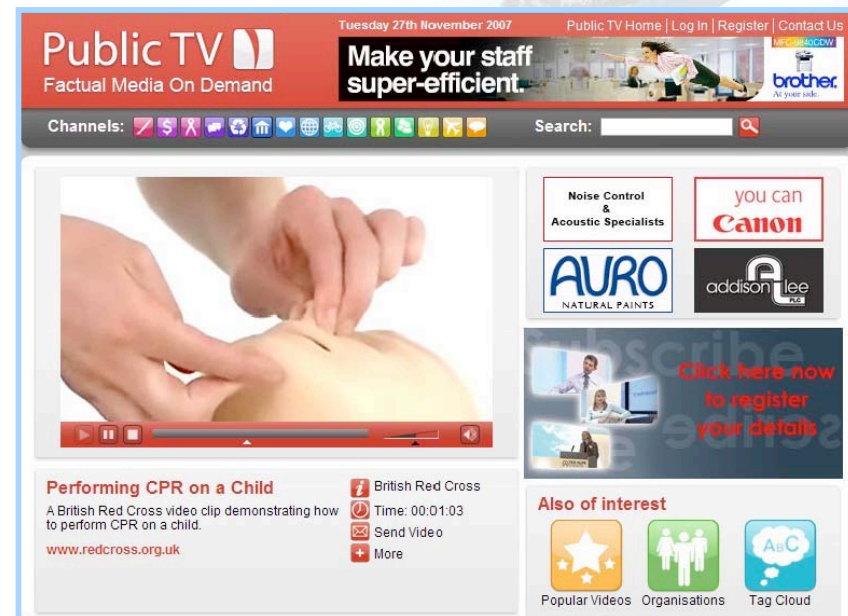 Tuesday 27th November 2007
Public TV Home | Log In | Register | Contact Us
Public TV
Factual Media On Demand
Make your staff
super-efficient.
MFC-9840CDW
brother
At your side.
Channels:
$
Search:
Noise Control
&
Acoustic Specialists
you can
Canon
AURO
NATURAL PAINTS
addison lee
PLC
Subscribe
Click here now
to register
your details
Performing CPR on a Child
A British Red Cross video clip demonstrating how
to perform CPR on a child.
www.redcross.org.uk
i British Red Cross
Time: 00:01:03
Send Video
More
Also of interest
ABC
Popular Videos
Organisations
Tag Cloud